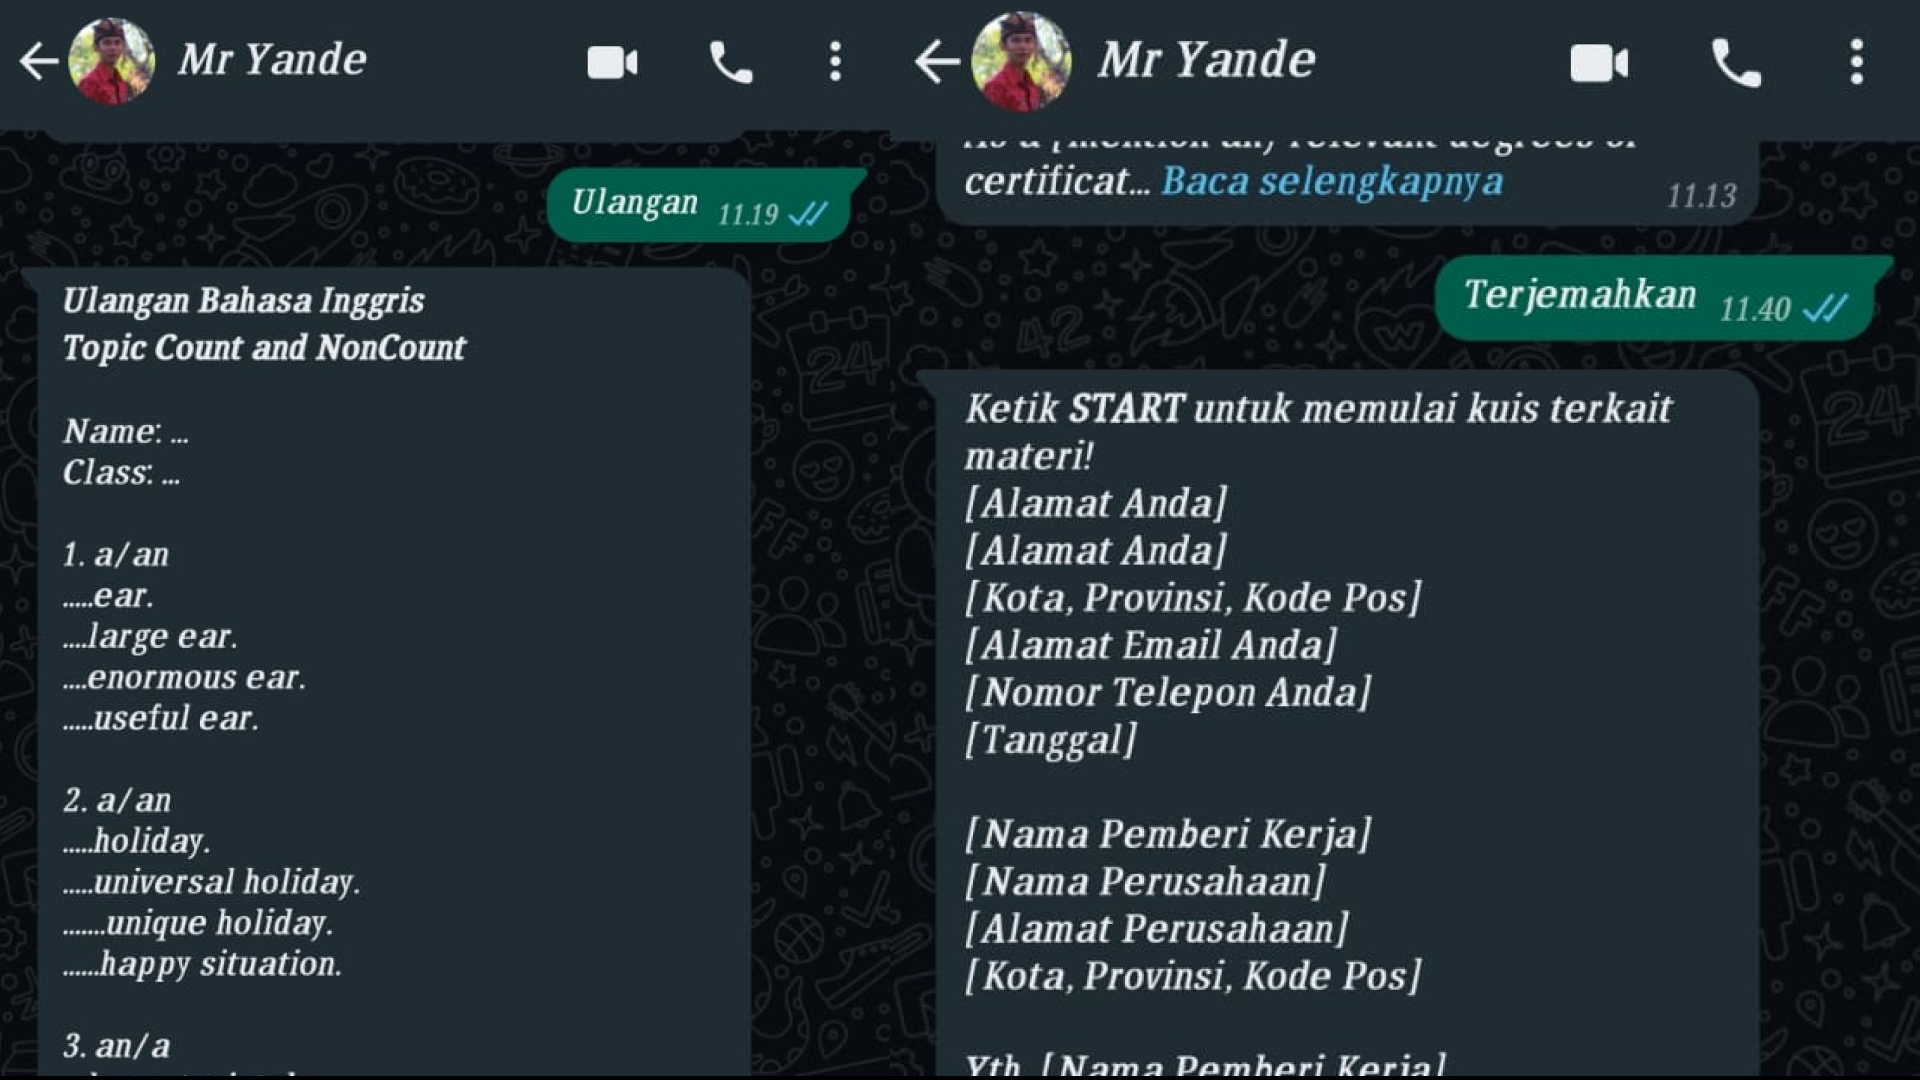 Mr Yande
Ulangan 11.19
Ulangan Bahasa Inggris
Topic Count and NonCount
Name: ...
Class: ...
1. a/an
.....ear.
....large ear.
....enormous ear.
.....useful ear.
2. a/an
.....holiday.
.....universal holiday.
.......unique holiday.
......happy situation.
3. an/a
Mr Yande
As a [mention any relevant degrees or
certificat... Baca selengkapnya 11.13
Terjemahkan 11.40
Ketik START untuk memulai kuis terkait
materi!
[Alamat Anda]
[Alamat Anda]
[Kota, Provinsi, Kode Pos]
[Alamat Email Anda]
[Nomor Telepon Anda]
[Tanggal]
[Nama Pemberi Kerja]
[Nama Perusahaan]
[Alamat Perusahaan]
[Kota, Provinsi, Kode Pos]
Yth. [Nama Pemberi Kerja]